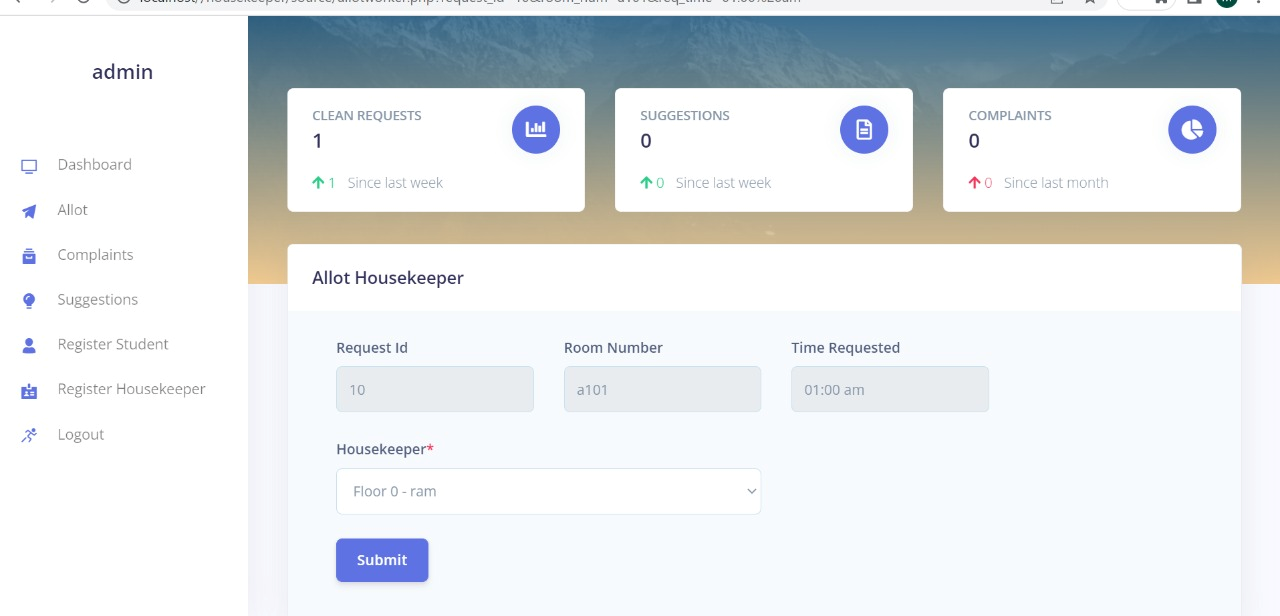 admin
Dashboard
Allot
Complaints
Suggestions
Register Student
Register Housekeeper
Logout
CLEAN REQUESTS
1
1 Since last week
SUGGESTIONS
0
0 Since last week
COMPLAINTS
0
0 Since last month
Allot Housekeeper
Request Id
10
Room Number
a101
Time Requested
01:00 am
Housekeeper*
Floor 0 - ram
Submit